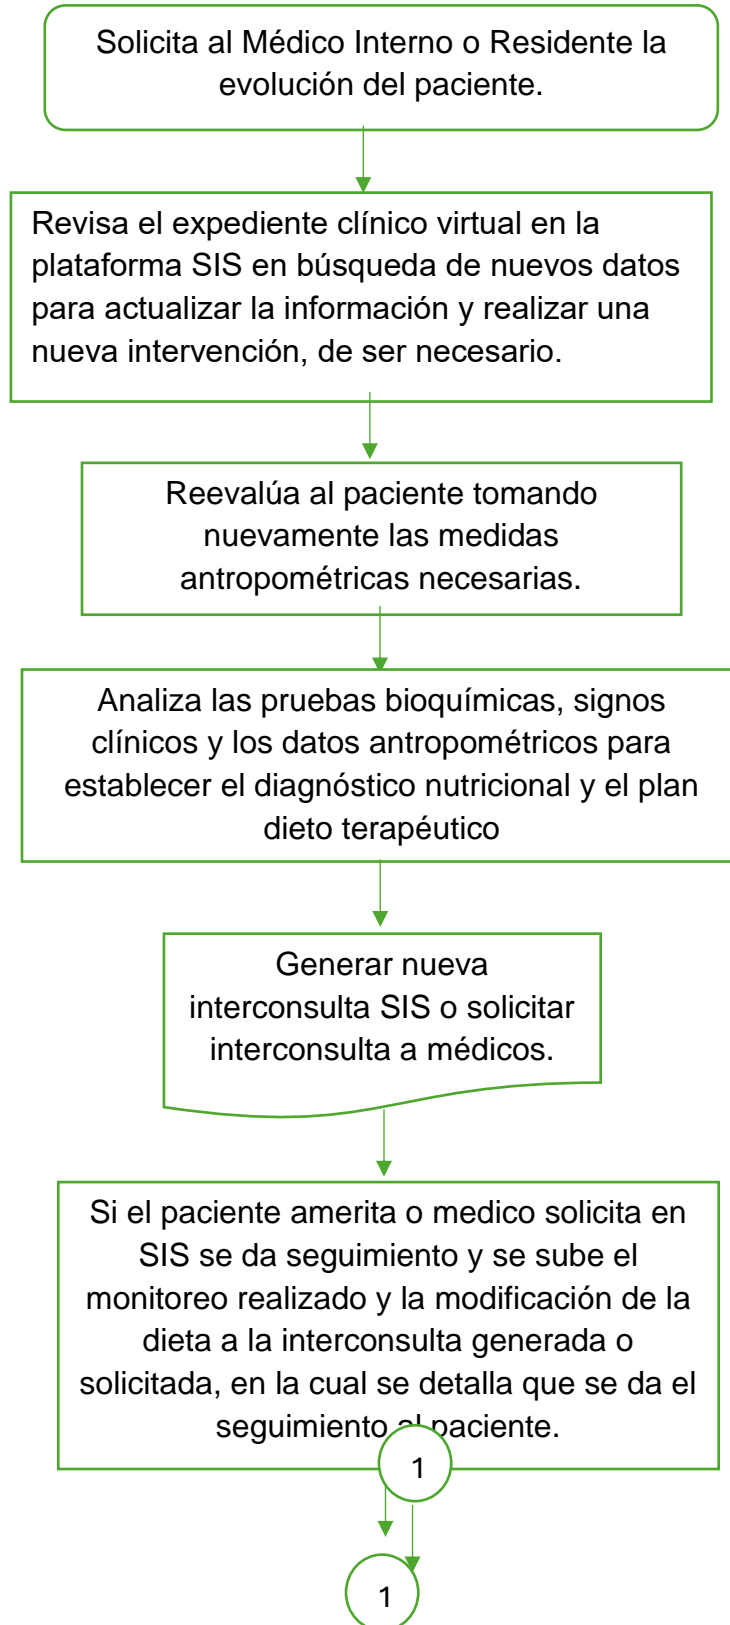 Solicita al Médico Interno o Residente la
evolución del paciente.
Revisa el expediente clínico virtual en la
plataforma SIS en búsqueda de nuevos datos
para actualizar la información y realizar una
nueva intervención, de ser necesario.
Reevalúa al paciente tomando
nuevamente las medidas
antropométricas necesarias.
Analiza las pruebas bioquímicas, signos
clínicos y los datos antropométricos para
establecer el diagnóstico nutricional y el plan
dieto terapéutico
Generar nueva
interconsulta SIS o solicitar
interconsulta a médicos.
Si el paciente amerita o medico solicita en
SIS se da seguimiento y se sube el
monitoreo realizado y la modificación de la
dieta a la interconsulta generada o
solicitada, en la cual se detalla que se da el
seguimiento al paciente.
1
1